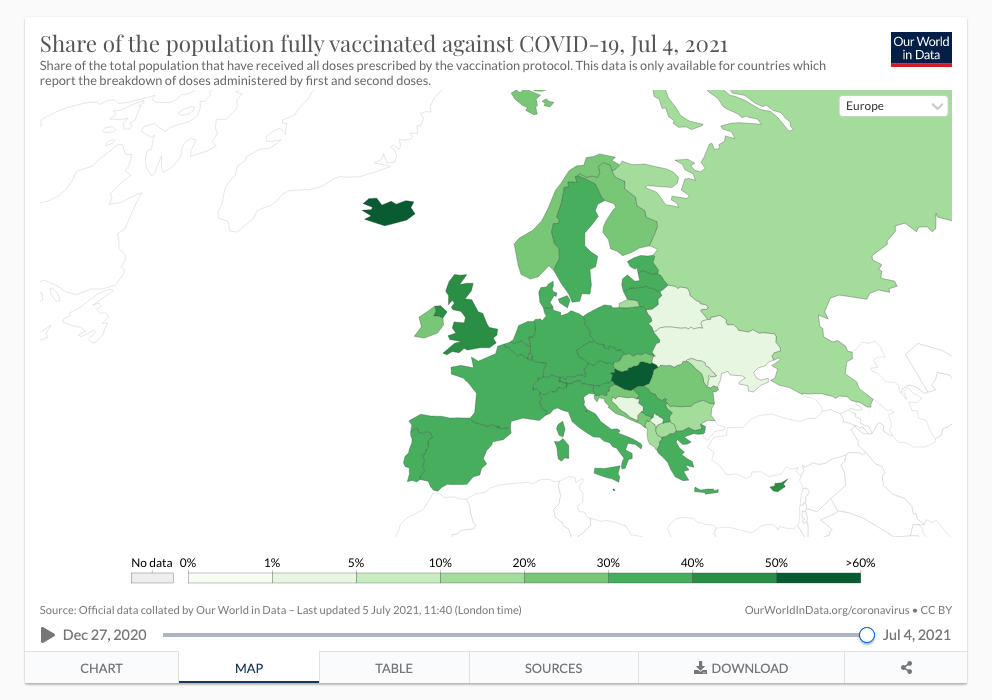 Share of the population fully vaccinated against COVID-19, Jul 4, 2021
Our World
in Data
Share of the total population that have received all doses prescribed by the vaccination protocol. This data is only available for countries which
report the breakdown of doses administered by first and second doses.
Europe
No data 0% 1% 5% 10% 20% 30% 40% 50% >60%
Source: Official data collated by Our World in Data – Last updated 5 July 2021, 11:40 (London time)
OurWorldInData.org/coronavirus • CC BY
Dec 27, 2020
Jul 4, 2021
CHART MAP TABLE SOURCES DOWNLOAD